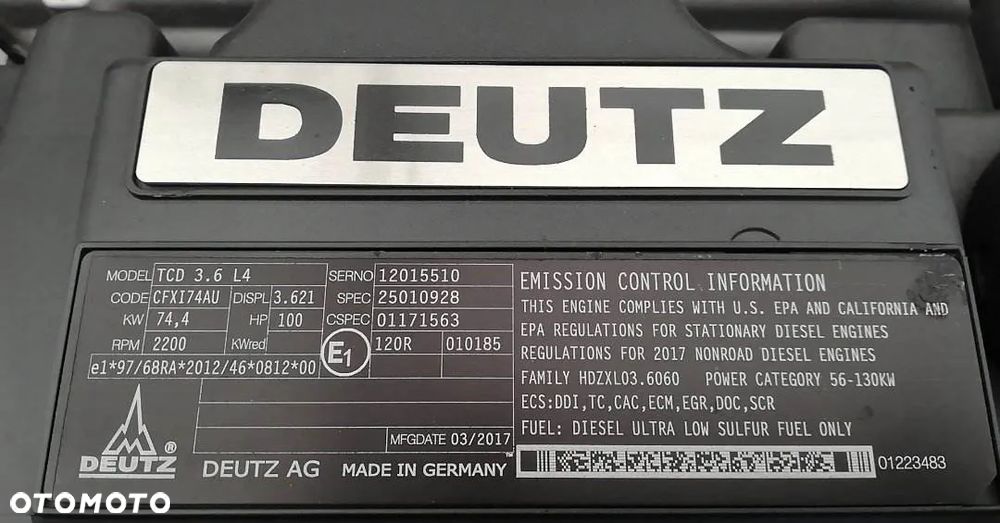 DEUTZ
MODEL TCD 3.6 L4 SERNO 12015510
CODE CFXI74AU DISPL 3.621 SPEC 25010928
KW 74,4 HP 100 CSPEC 01171563
RPM 2200 KWred E1 120R 010185
e1*97/68RA*2012/46*0812*00
MFGDATE 03/2017
DEUTZ ® DEUTZ AG MADE IN GERMANY
EMISSION CONTROL INFORMATION
THIS ENGINE COMPLIES WITH U.S. EPA AND CALIFORNIA AND
EPA REGULATIONS FOR STATIONARY DIESEL ENGINES
REGULATIONS FOR 2017 NONROAD DIESEL ENGINES
FAMILY HDZXL03.6060 POWER CATEGORY 56-130KW
ECS:DDI,TC,CAC,ECM,EGR,DOC,SCR
FUEL: DIESEL ULTRA LOW SULFUR FUEL ONLY
01223483
OTOMOTO